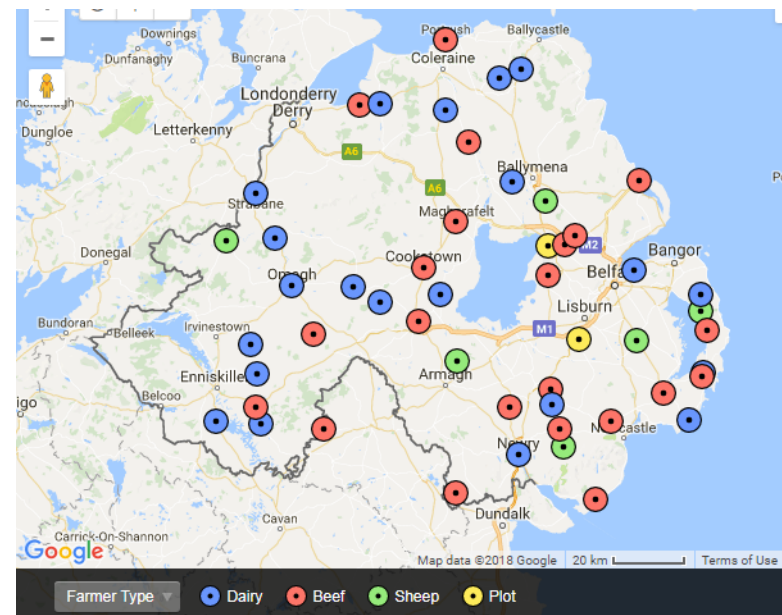 Downings
Portrush
Ballycastle
Dunfanaghy
Buncrana
Coleraine
Londonderry
Derry
Dungloe
Letterkenny
A6
Ballymena
A6
Strabane
Magherafelt
Donegal
Cookstown
M2
Bangor
Omagh
Belfa
Lisburn
Bundoran
Belleek
Irvinestown
M1
Enniskillen
Armagh
Belcoo
igo
Newry
Newcastle
Cavan
Dundalk
Carrick-On-Shannon
Google
Map data ©2018 Google
20 km
Terms of Use
Farmer Type
Dairy
Beef
Sheep
Plot